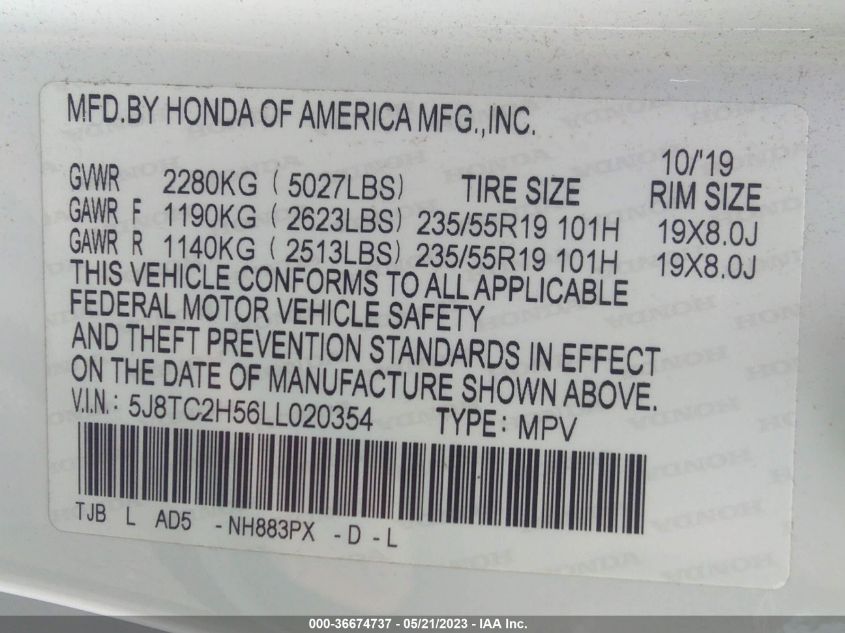 MFD.BY HONDA OF AMERICA MFG.,INC.
10/'19
GVWR 2280KG ( 5027LBS) TIRE SIZE RIM SIZE
GAWR F 1190KG ( 2623LBS) 235/55R19 101H 19X8.0J
GAWR R 1140KG ( 2513LBS) 235/55R19 101H 19X8.0J
THIS VEHICLE CONFORMS TO ALL APPLICABLE
FEDERAL MOTOR VEHICLE SAFETY
AND THEFT PREVENTION STANDARDS IN EFFECT
ON THE DATE OF MANUFACTURE SHOWN ABOVE.
V.I.N: 5J8TC2H56LL020354 TYPE: MPV
TJB L AD5 -NH883PX -D -L
000-36674737 - 05/21/2023 - IAA Inc.